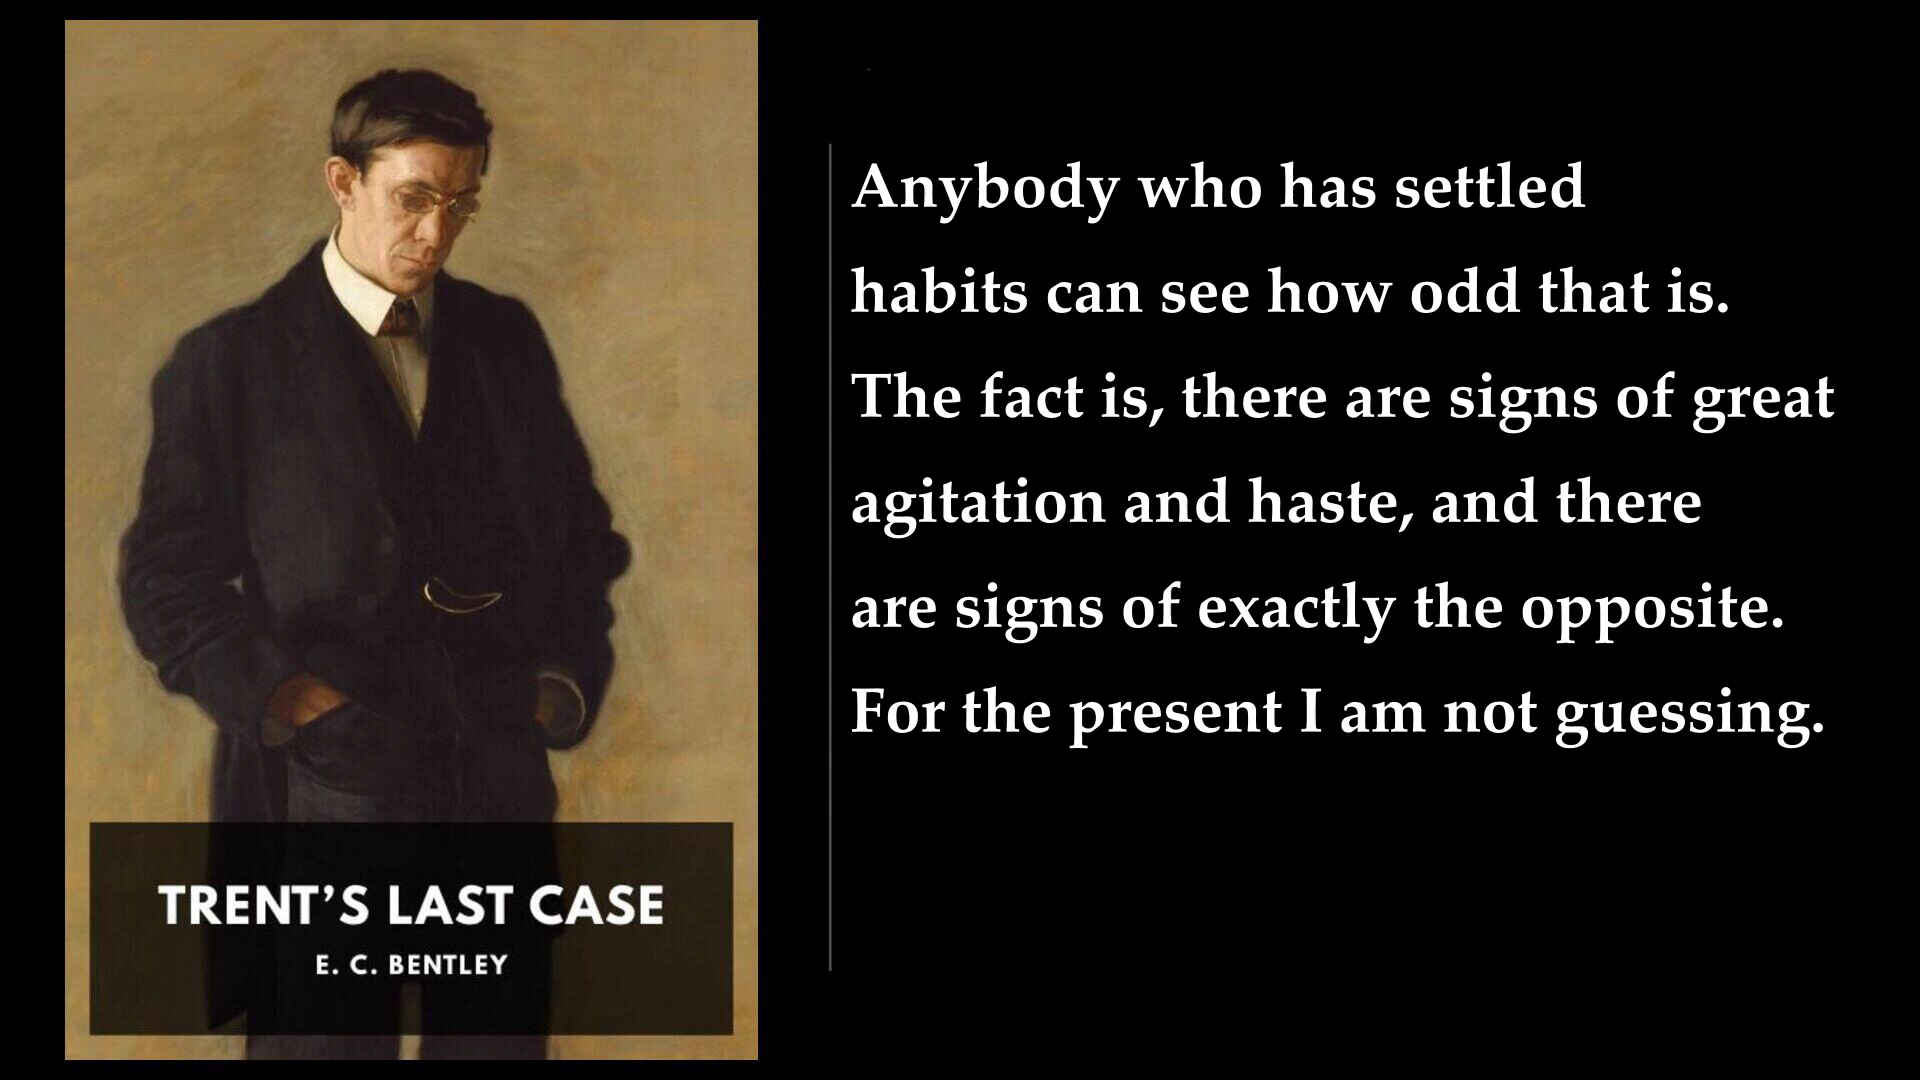 TRENT’S LAST CASE
E. C. BENTLEY
Anybody who has settled
habits can see how odd that is.
The fact is, there are signs of great
agitation and haste, and there
are signs of exactly the opposite.
For the present I am not guessing.